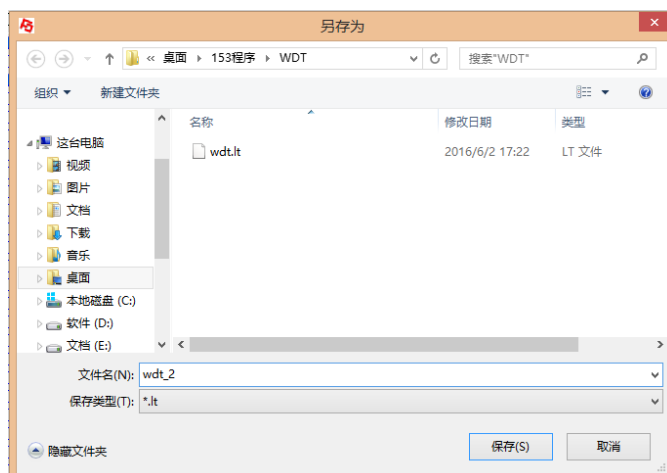 另存为
« 桌面 › 153程序 › WDT
搜索"WDT"
组织
新建文件夹
名称
修改日期
类型
wdt.lt
2016/6/2 17:22
LT 文件
这台电脑
视频
图片
文档
下载
音乐
桌面
本地磁盘 (C:)
软件 (D:)
文档 (E:)
文件名(N): wdt_2
保存类型(T): *.lt
隐藏文件夹
保存(S)
取消